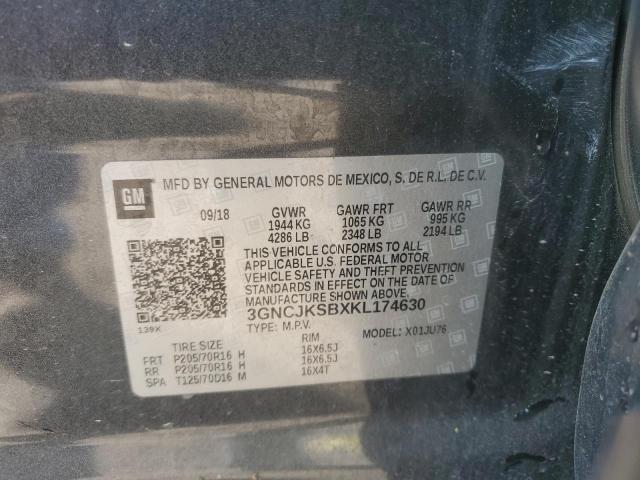 GM
MFD BY GENERAL MOTORS DE MEXICO, S. DE R.L. DE C.V.
09/18 GVWR GAWR FRT GAWR RR
1944 KG 1065 KG 995 KG
4286 LB 2348 LB 2194 LB
THIS VEHICLE CONFORMS TO ALL
APPLICABLE U.S. FEDERAL MOTOR
VEHICLE SAFETY AND THEFT PREVENTION
STANDARDS IN EFFECT ON THE DATE
OF MANUFACTURE SHOWN ABOVE.
3GNCJKSBXKL174630
139X
TYPE: M.P.V. MODEL: X01JU76
TIRE SIZE RIM
FRT P205/70R16 H 16X6.5J
RR P205/70R16 H 16X6.5J
SPA T125/70D16 M 16X4T